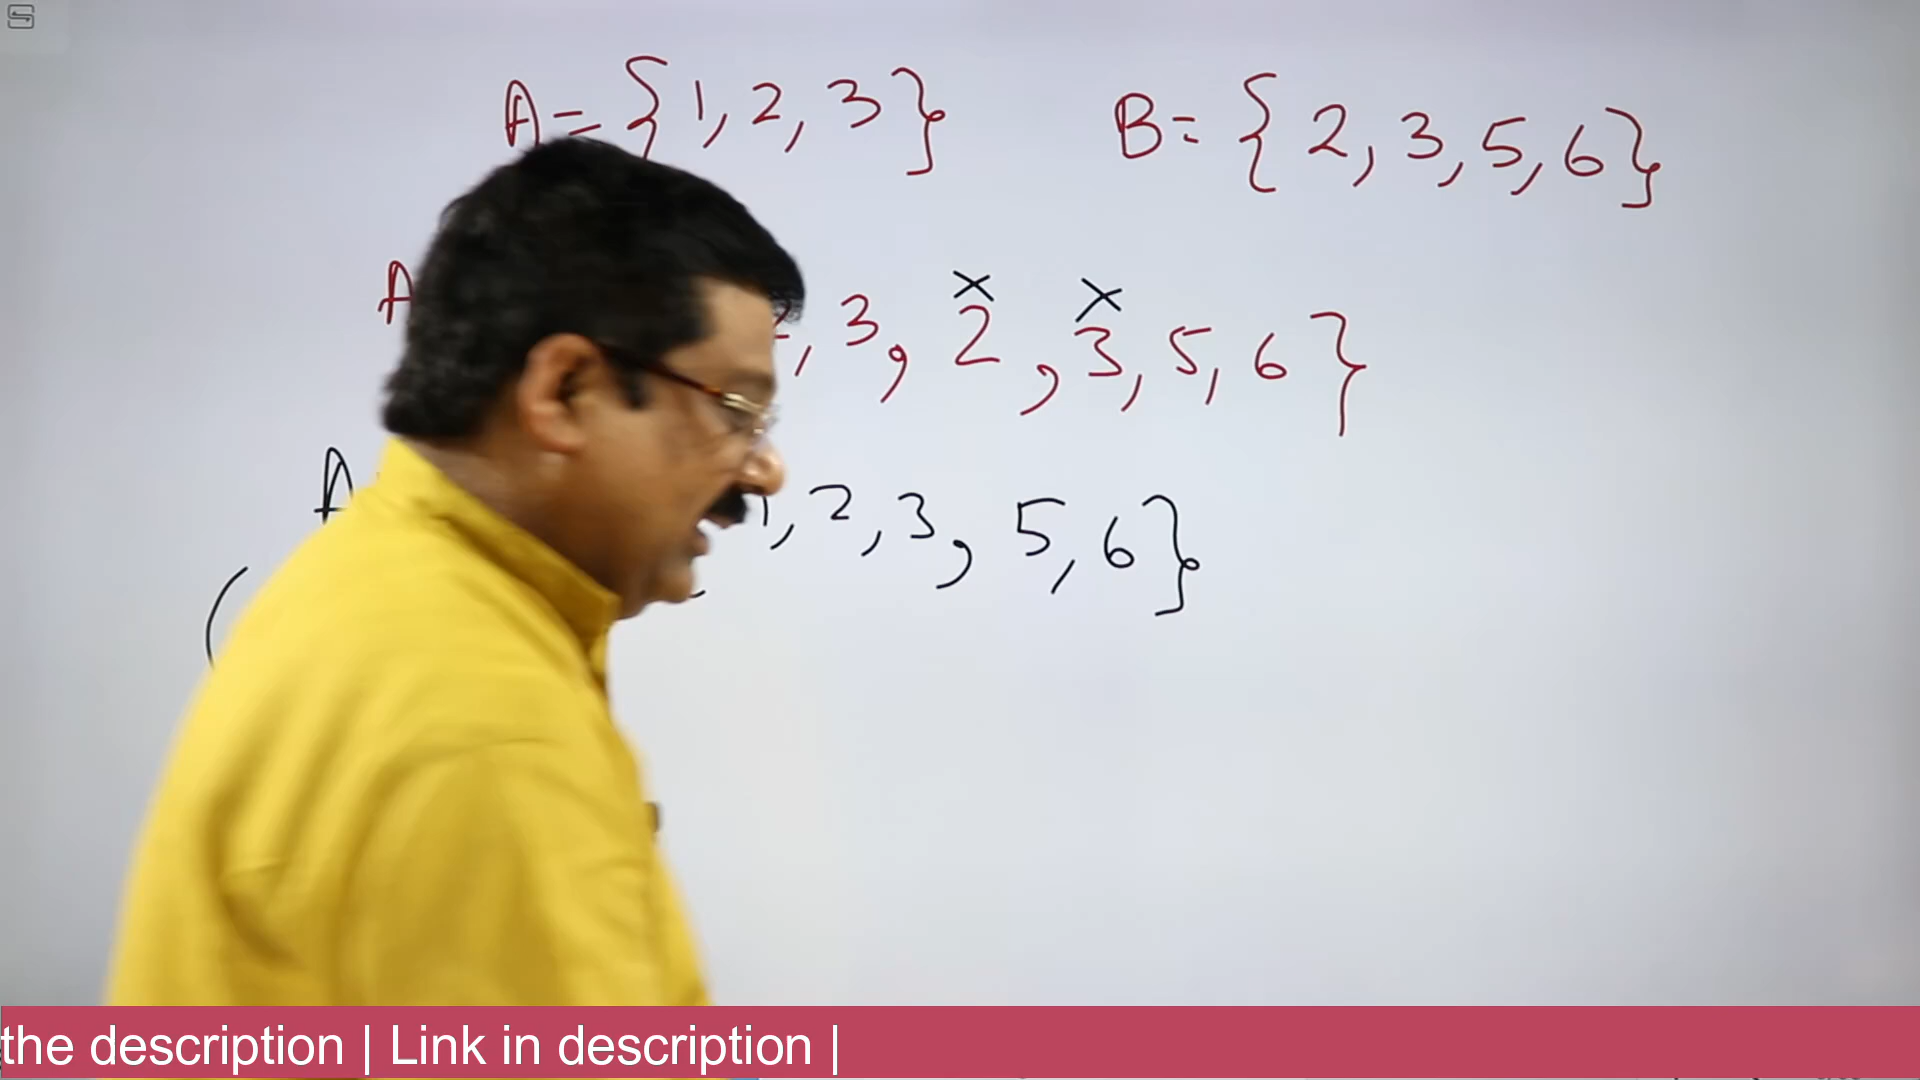 A = {1, 2, 3} B = {2, 3, 5, 6}
A , 3, 2, 3, 5, 6}
A 1, 2, 3, 5, 6}
(
the description | Link in description |